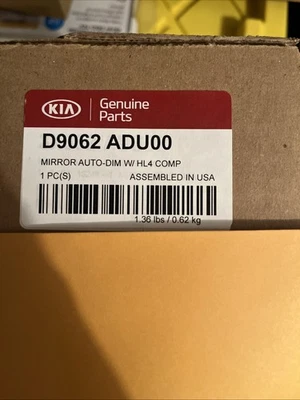 KIA
Genuine
Parts
D9062 ADU00
MIRROR AUTO-DIM W/ HL4 COMP
1 PC(S) ASSEMBLED IN USA
1.36 lbs / 0.62 kg